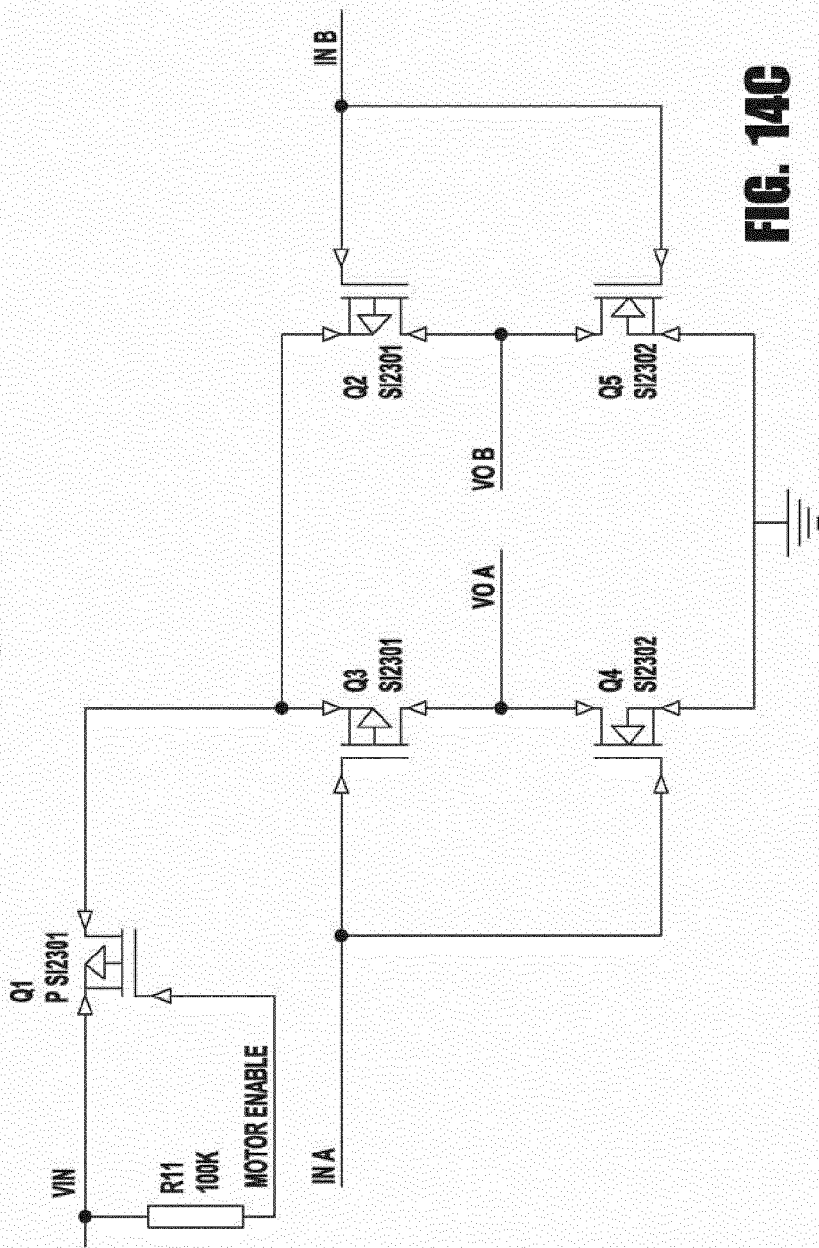 VIN
R11
100K
MOTOR ENABLE
Q1
P SI2301
IN A
Q3
SI2301
Q4
SI2302
VO A
VO B
Q2
SI2301
Q5
SI2302
IN B
FIG. 14C